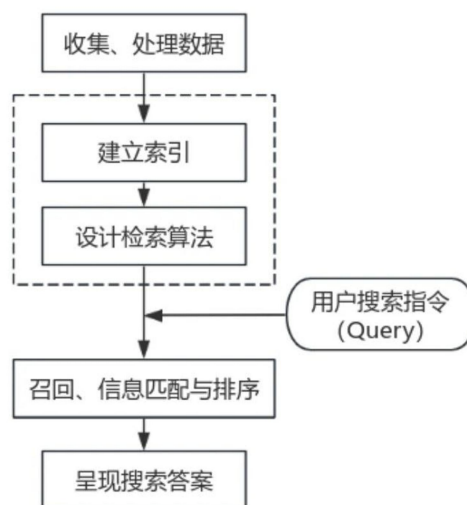 收集、处理数据
建立索引
设计检索算法
用户搜索指令
（Query）
召回、信息匹配与排序
呈现搜索答案